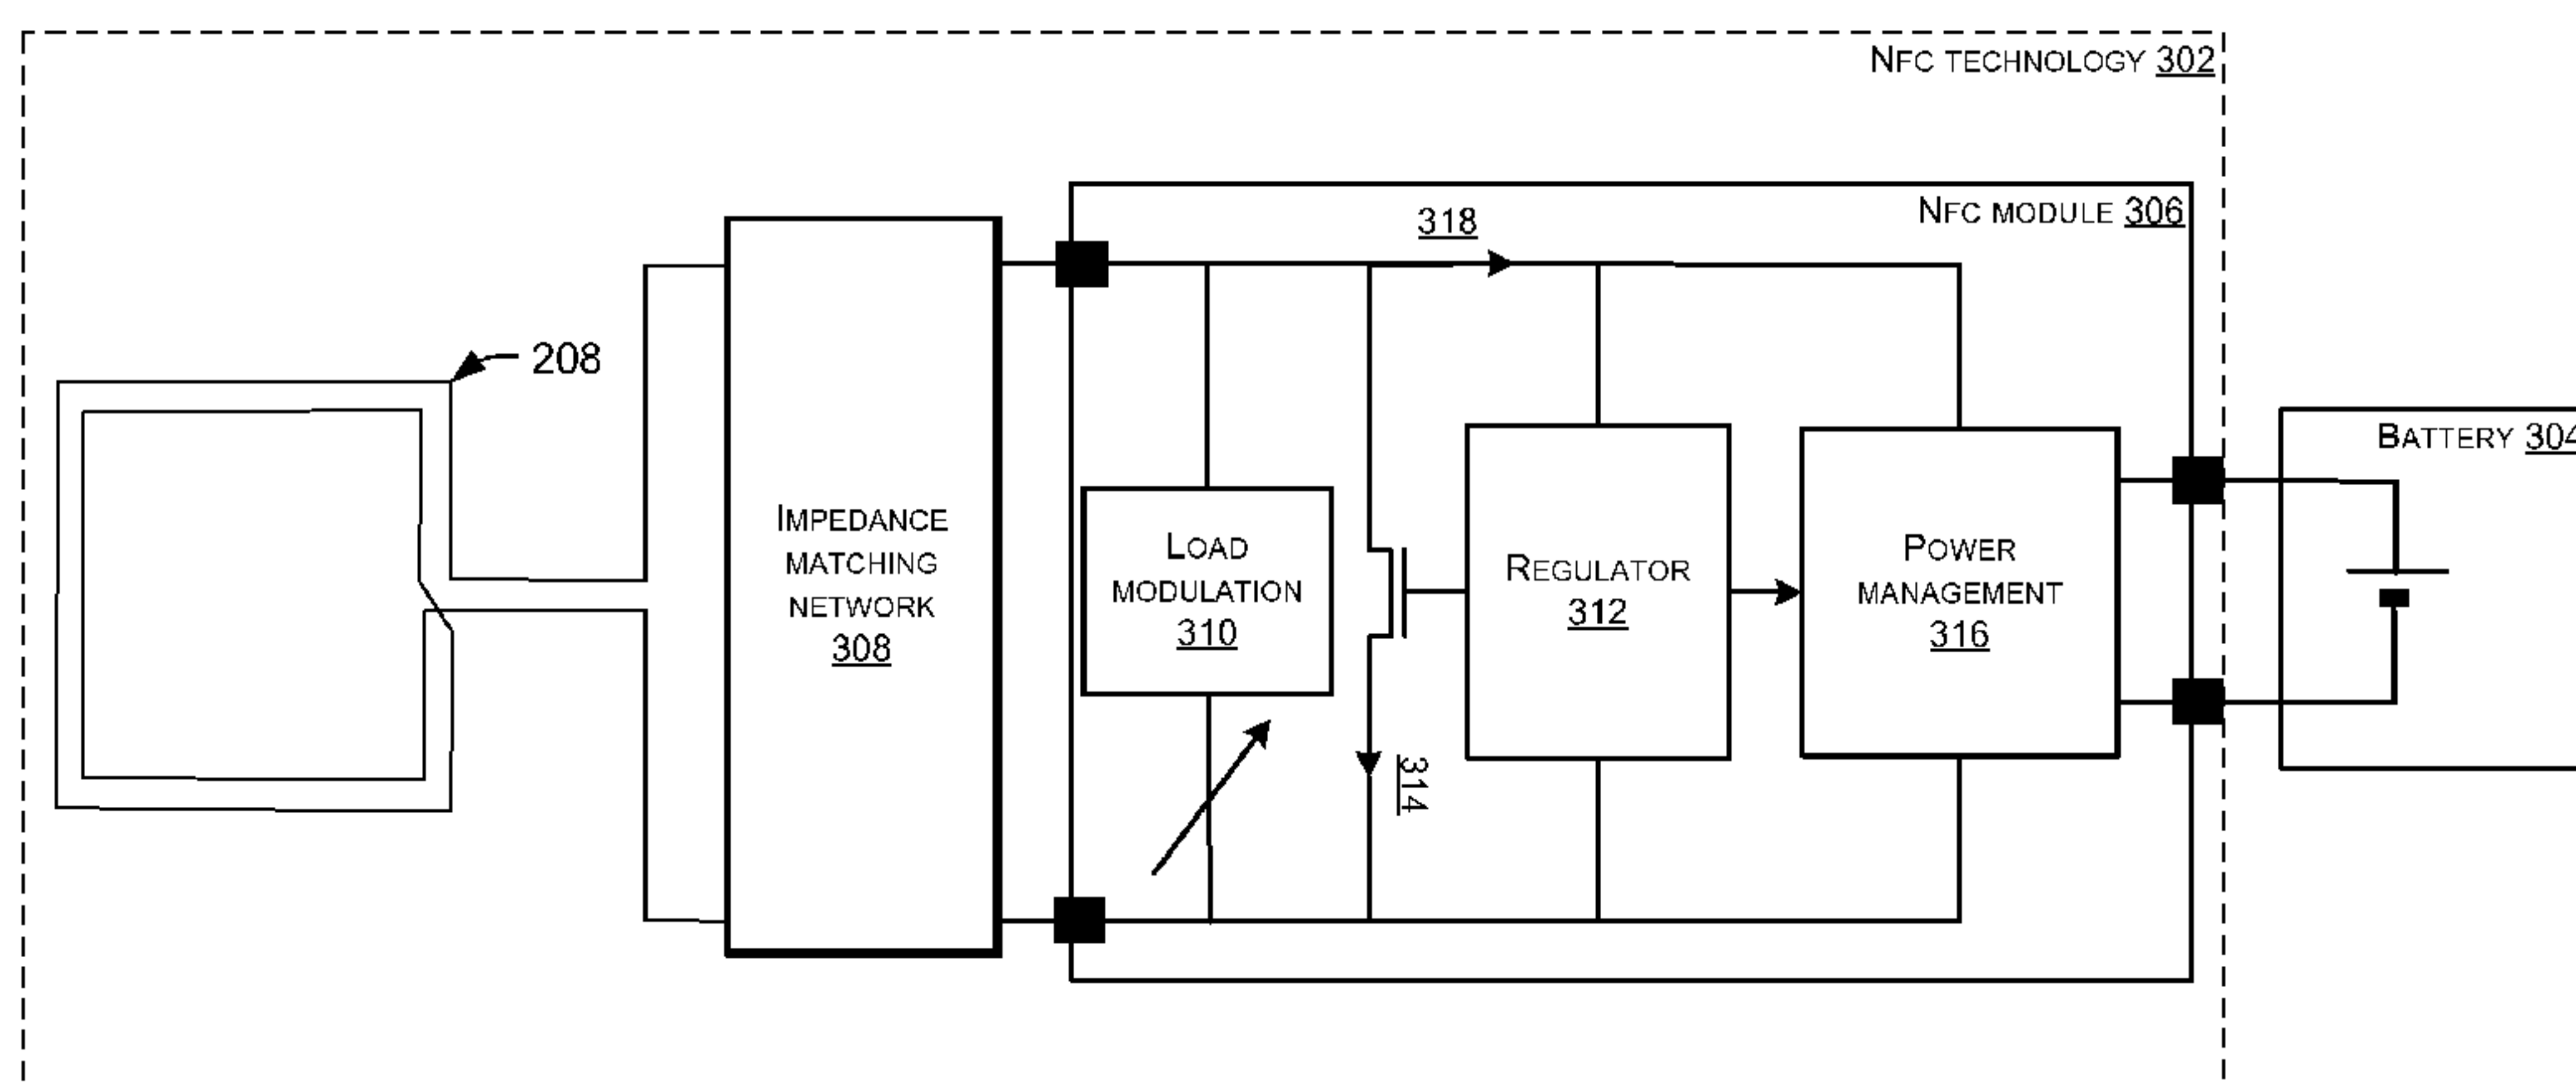 NFC TECHNOLOGY 302
NFC MODULE 306
318
208
BATTERY 304
IMPEDANCE
MATCHING
NETWORK
308
LOAD
MODULATION
310
REGULATOR
312
POWER
MANAGEMENT
316
314